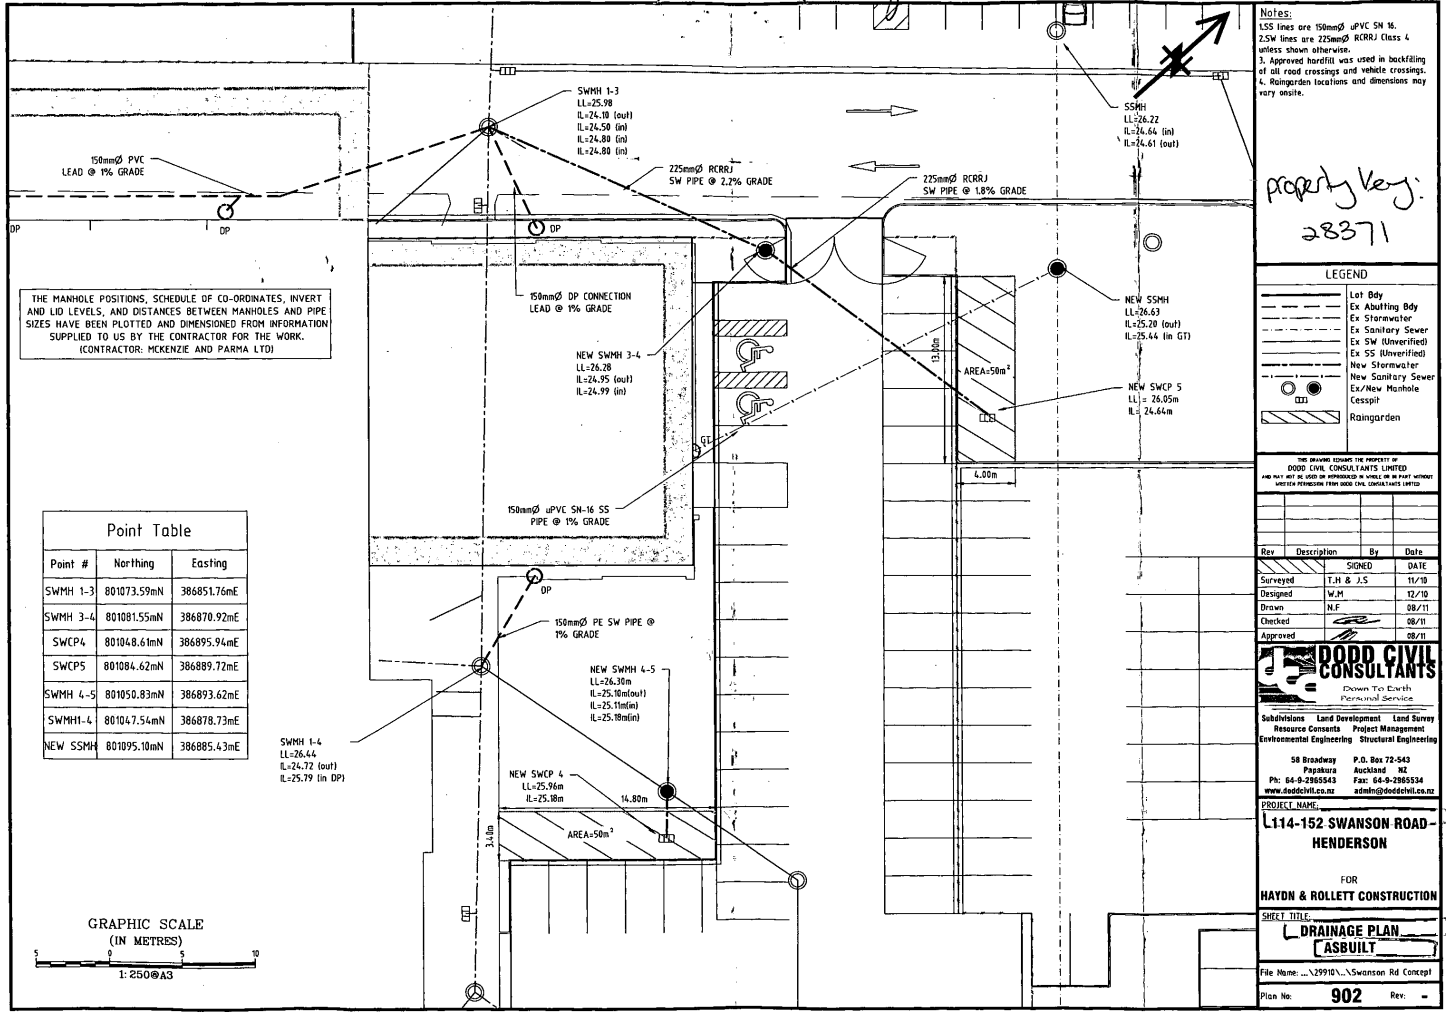 SWMH 1-3
LL=25.98
IL=24.10 (out)
IL=24.50 (in)
IL=24.80 (in)
IL=24.80 (in)
150mmØ PVC
LEAD @ 1% GRADE
225mmØ RCRRJ
SW PIPE @ 2.2% GRADE
225mmØ RCRRJ
SW PIPE @ 1.8% GRADE
SSMH
LL=26.22
IL=24.64 (in)
IL=24.61 (out)
DP
DP
DP
THE MANHOLE POSITIONS, SCHEDULE OF CO-ORDINATES, INVERT
AND LID LEVELS, AND DISTANCES BETWEEN MANHOLES AND PIPE
SIZES HAVE BEEN PLOTTED AND DIMENSIONED FROM INFORMATION
SUPPLIED TO US BY THE CONTRACTOR FOR THE WORK.
(CONTRACTOR: MCKENZIE AND PARMA LTD)
150mmØ DP CONNECTION
LEAD @ 1% GRADE
NEW SWMH 3-4
LL=26.28
IL=24.95 (out)
IL=24.99 (in)
NEW SSMH
LL=26.63
IL=25.20 (out)
IL=25.44 (in GT)
13.00m
AREA=50m²
NEW SWCP 5
LL = 26.05m
IL= 24.64m
GT
4.00m
150mmØ uPVC SN-16 SS
PIPE @ 1% GRADE
Point Table
Point # Northing Easting
SWMH 1-3 801073.59mN 386851.76mE
SWMH 3-4 801081.55mN 386870.92mE
SWCP4 801048.61mN 386895.94mE
SWCP5 801084.62mN 386889.72mE
SWMH 4-5 801050.83mN 386893.62mE
SWMH1-4 801047.54mN 386878.73mE
NEW SSMH 801095.10mN 386885.43mE
DP
150mmØ PE SW PIPE @
1% GRADE
NEW SWMH 4-5
LL=26.30m
IL=25.10m(out)
IL=25.11m(in)
IL=25.18m(in)
SWMH 1-4
LL=26.44
IL=24.72 (out)
IL=25.79 (in DP)
NEW SWCP 4
LL=25.96m
IL=25.18m
14.80m
3.40m
AREA=50m²
GRAPHIC SCALE
(IN METRES)
5 0 5 10
1: 250@A3
Notes:
1.SS lines are 150mmØ uPVC SN 16.
2.SW lines are 225mmØ RCRRJ Class 4
unless shown otherwise.
3. Approved hardfill was used in backfilling
of all road crossings and vehicle crossings.
4. Raingarden locations and dimensions may
vary onsite.
property Key:
28371
LEGEND
Lot Bdy
Ex Abutting Bdy
Ex Stormwater
Ex Sanitary Sewer
Ex SW (Unverified)
Ex SS (Unverified)
New Stormwater
New Sanitary Sewer
Ex/New Manhole
Cesspit
Raingarden
THIS DRAWING REMAINS THE PROPERTY OF
DODD CIVIL CONSULTANTS LIMITED
AND MAY NOT BE USED OR REPRODUCED IN WHOLE OR IN PART WITHOUT
WRITTEN PERMISSION FROM DODD CIVIL CONSULTANTS LIMITED
Rev Description By Date
SIGNED DATE
Surveyed T.H & J.S 11/10
Designed W.M 12/10
Drawn N.F 08/11
Checked 08/11
Approved 08/11
DODD CIVIL
CONSULTANTS
Down To Earth
Personal Service
Subdivisions Land Development Land Survey
Resource Consents Project Management
Environmental Engineering Structural Engineering
58 Broadway P.O. Box 72-543
Papakura Auckland NZ
Ph: 64-9-2965543 Fax: 64-9-2965534
www.doddcivil.co.nz admin@doddcivil.co.nz
PROJECT NAME:
114-152 SWANSON ROAD
HENDERSON
FOR
HAYDN & ROLLETT CONSTRUCTION
SHEET TITLE:
DRAINAGE PLAN
ASBUILT
File Name: ...\29910\...\Swanson Rd Concept
Plan No: 902 Rev: -